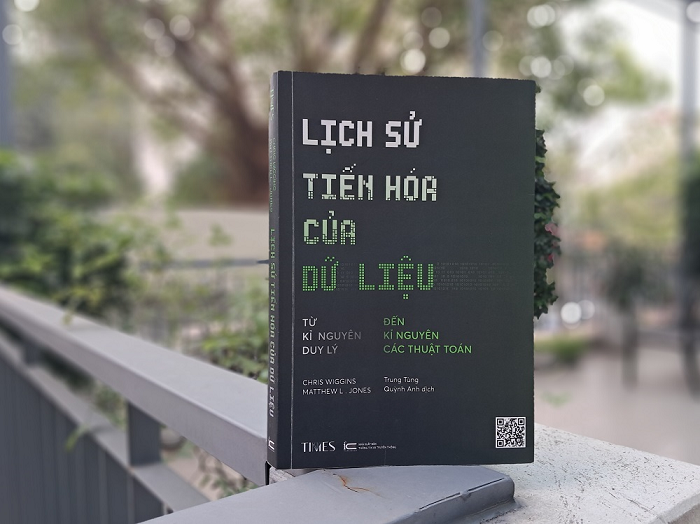 LỊCH SỬ
TIẾN HÓA
CỦA
DỮ LIỆU
TỪ
KỈ NGUYÊN
DUY LÝ
ĐẾN
KỈ NGUYÊN
CÁC THUẬT TOÁN
CHRIS WIGGINS
MATTHEW L. JONES
Trung Tùng
Quỳnh Anh dịch
TIMES
LỊCH SỬ TIẾN HÓA CỦA DỮ LIỆU